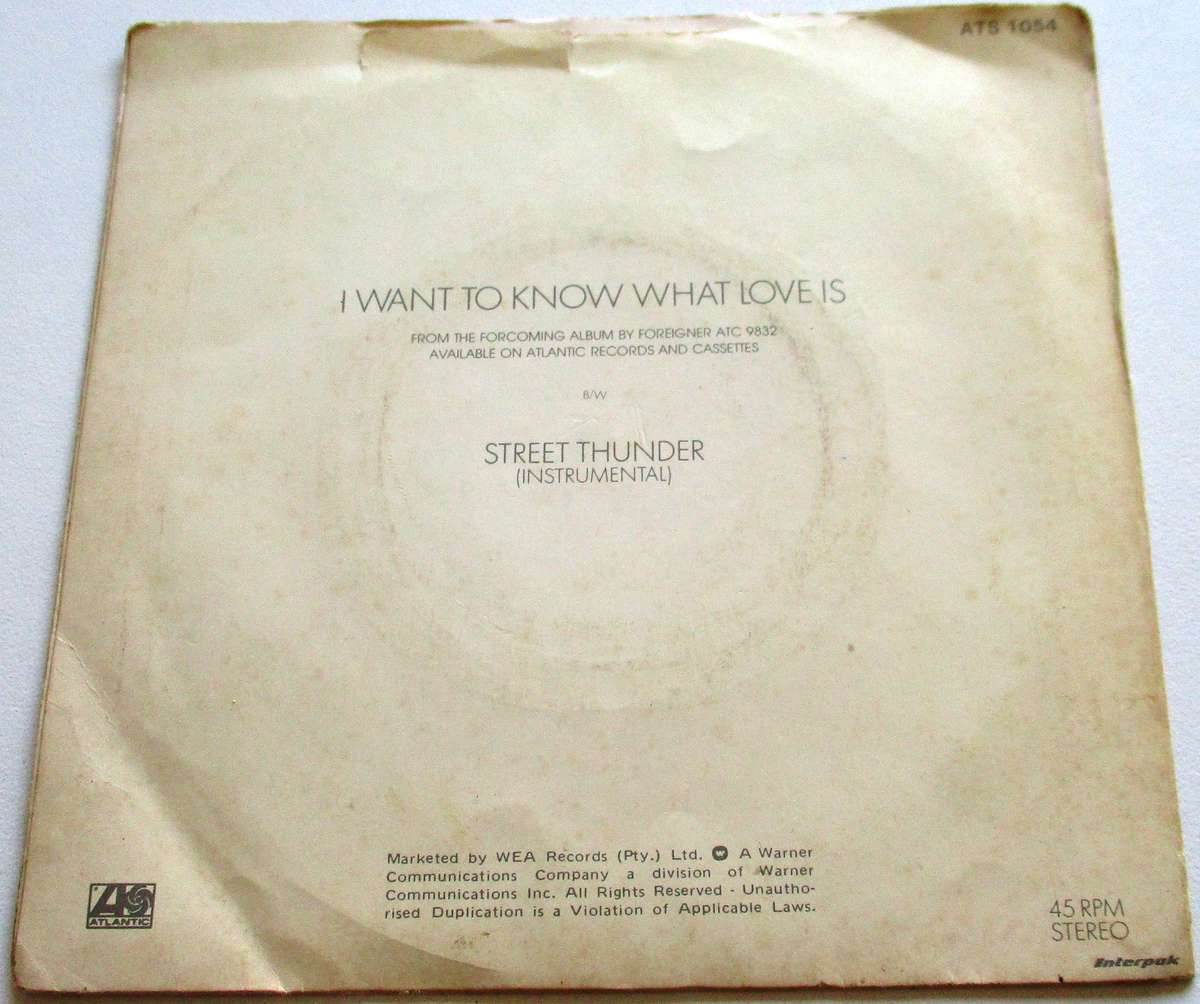 ATS 1054
I WANT TO KNOW WHAT LOVE IS
FROM THE FORCOMING ALBUM BY FOREIGNER ATC 9832
AVAILABLE ON ATLANTIC RECORDS AND CASSETTES
B/W
STREET THUNDER
(INSTRUMENTAL)
Marketed by WEA Records (Pty.) Ltd. W A Warner
Communications Company a division of Warner
Communications Inc. All Rights Reserved - Unautho-
rised Duplication is a Violation of Applicable Laws.
ATLANTIC
45 RPM
STEREO
Interpak